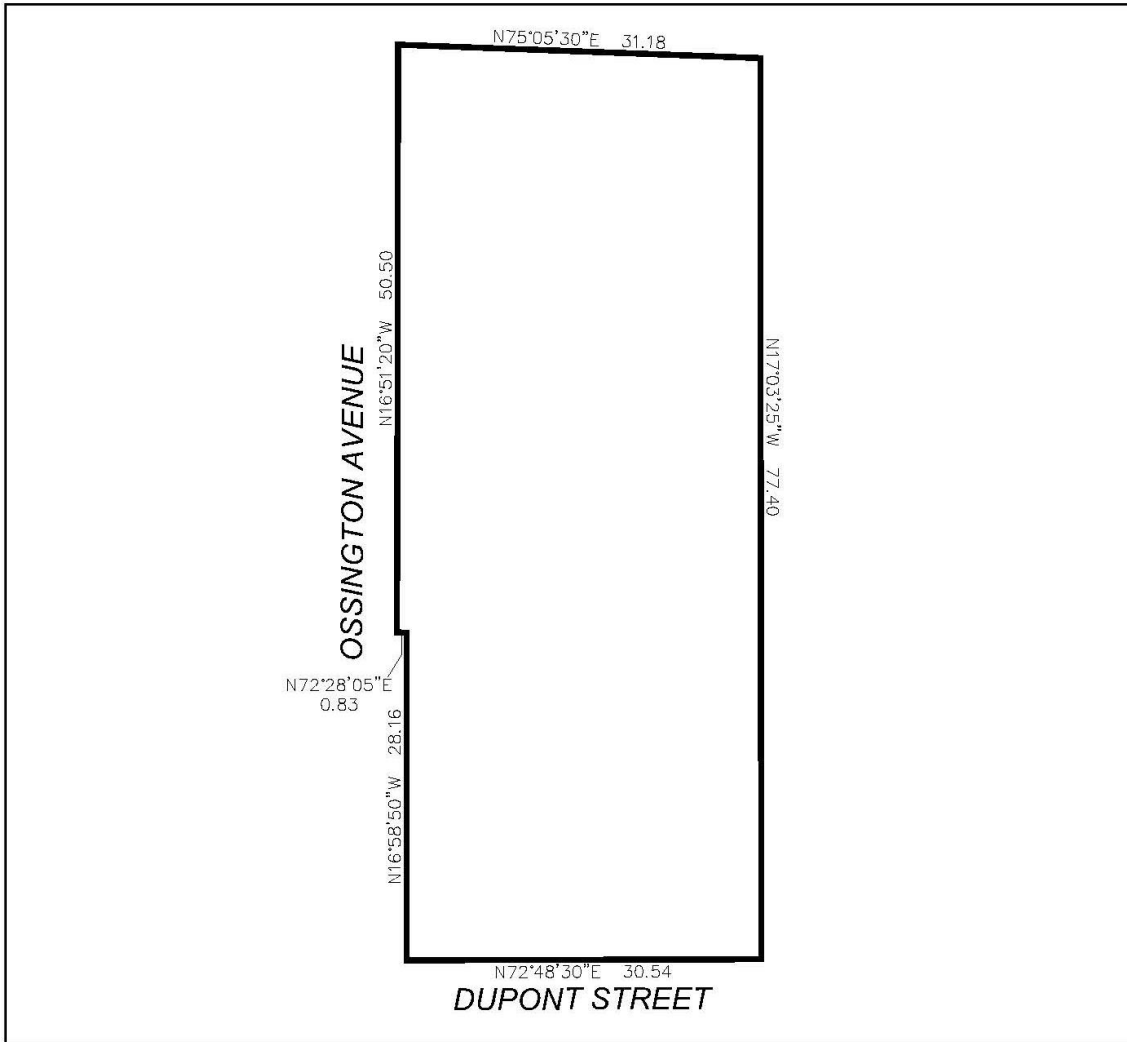 N75°05'30"E 31.18
N16°51'20"W 50.50
OSSINGTON AVENUE
N17°03'25"W 77.40
N72°28'05"E
0.83
N16°58'50"W 28.16
N72°48'30"E 30.54
DUPONT STREET